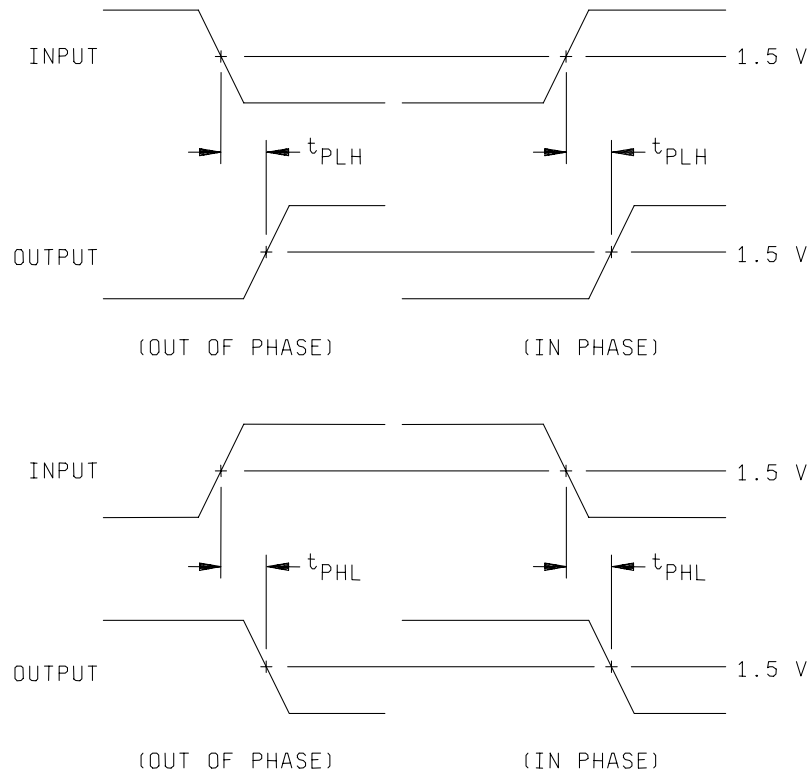 INPUT 1.5 V
tPLH tPLH
OUTPUT 1.5 V
(OUT OF PHASE) (IN PHASE)
INPUT 1.5 V
tPHL tPHL
OUTPUT 1.5 V
(OUT OF PHASE) (IN PHASE)